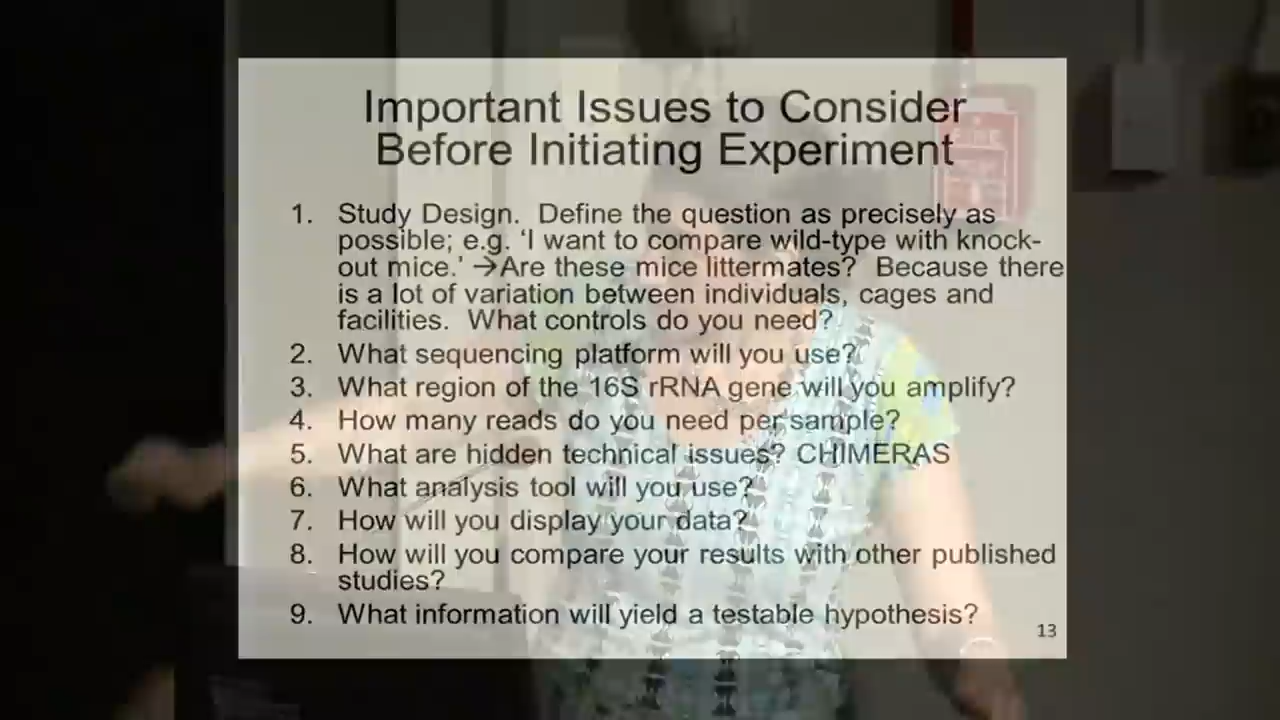 Important Issues to Consider
Before Initiating Experiment
1. Study Design. Define the question as precisely as
possible; e.g. ‘I want to compare wild-type with knock-
out mice.’ →Are these mice littermates? Because there
is a lot of variation between individuals, cages and
facilities. What controls do you need?
2. What sequencing platform will you use?
3. What region of the 16S rRNA gene will you amplify?
4. How many reads do you need per sample?
5. What are hidden technical issues? CHIMERAS
6. What analysis tool will you use?
7. How will you display your data?
8. How will you compare your results with other published
studies?
9. What information will yield a testable hypothesis?
13
FIRE